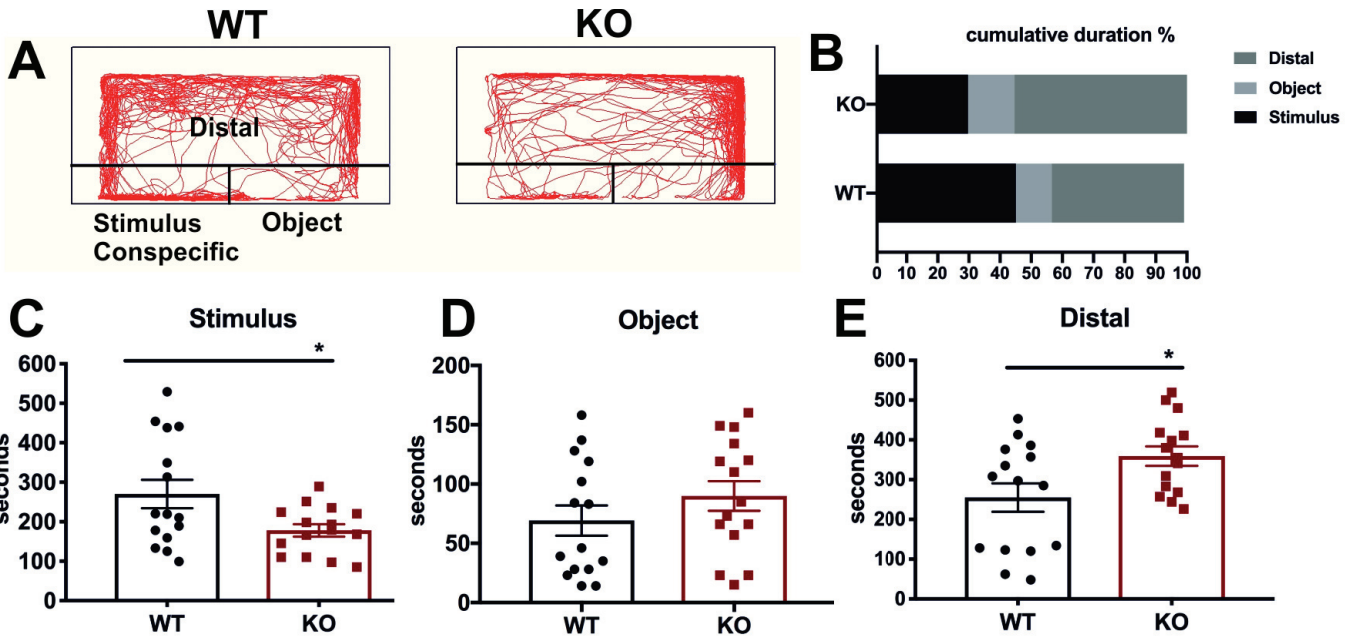 WT
KO
A
Distal
Stimulus
Conspecific
Object
B
cumulative duration %
Distal
Object
Stimulus
KO
WT
0 10 20 30 40 50 60 70 80 90 100
C
Stimulus
*
600
500
400
300
200
100
0
seconds
WT KO
D
Object
200
150
100
50
0
seconds
WT KO
E
Distal
*
600
500
400
300
200
100
0
seconds
WT KO